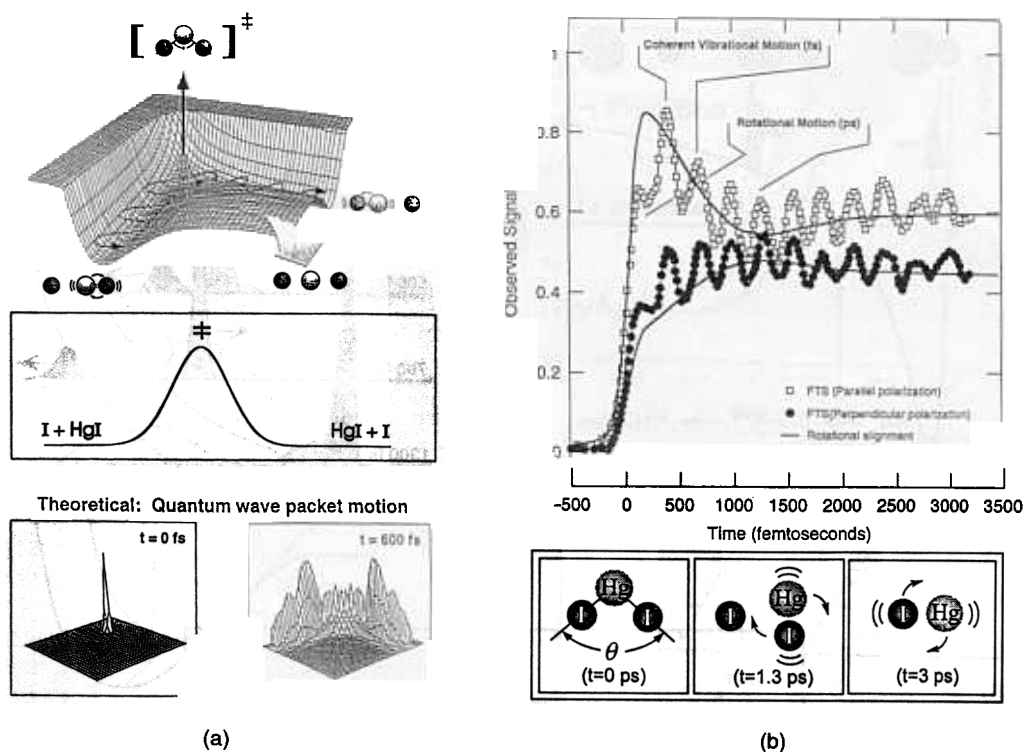 [ ]‡
‡
I + HgI
HgI + I
Theoretical: Quantum wave packet motion
t = 0 fs
t = 600 fs
(a)
Coherent Vibrational Motion (fs)
Rotational Motion (ps)
Observed Signal
1
0.8
0.6
0.4
0.2
0
□ FTS (Parallel polarization)
● FTS(Perpendicular polarization)
— Rotational alignment
-500 0 500 1000 1500 2000 2500 3000 3500
Time (femtoseconds)
Hg
I I
θ
(t=0 ps)
Hg
I
I
(t=1.3 ps)
I Hg
(t=3 ps)
(b)